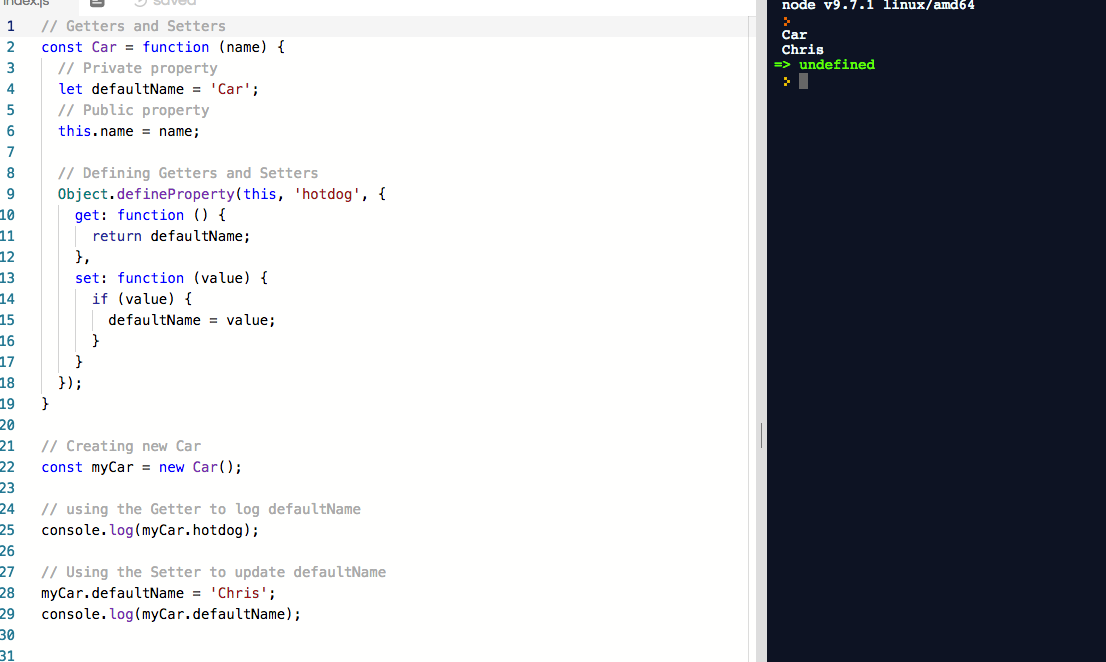 index.js saved
1 // Getters and Setters
2 const Car = function (name) {
3 // Private property
4 let defaultName = 'Car';
5 // Public property
6 this.name = name;
7
8 // Defining Getters and Setters
9 Object.defineProperty(this, 'hotdog', {
10 get: function () {
11 return defaultName;
12 },
13 set: function (value) {
14 if (value) {
15 defaultName = value;
16 }
17 }
18 });
19 }
20
21 // Creating new Car
22 const myCar = new Car();
23
24 // using the Getter to log defaultName
25 console.log(myCar.hotdog);
26
27 // Using the Setter to update defaultName
28 myCar.defaultName = 'Chris';
29 console.log(myCar.defaultName);
30
31
node v9.7.1 linux/amd64
>
Car
Chris
=> undefined
>